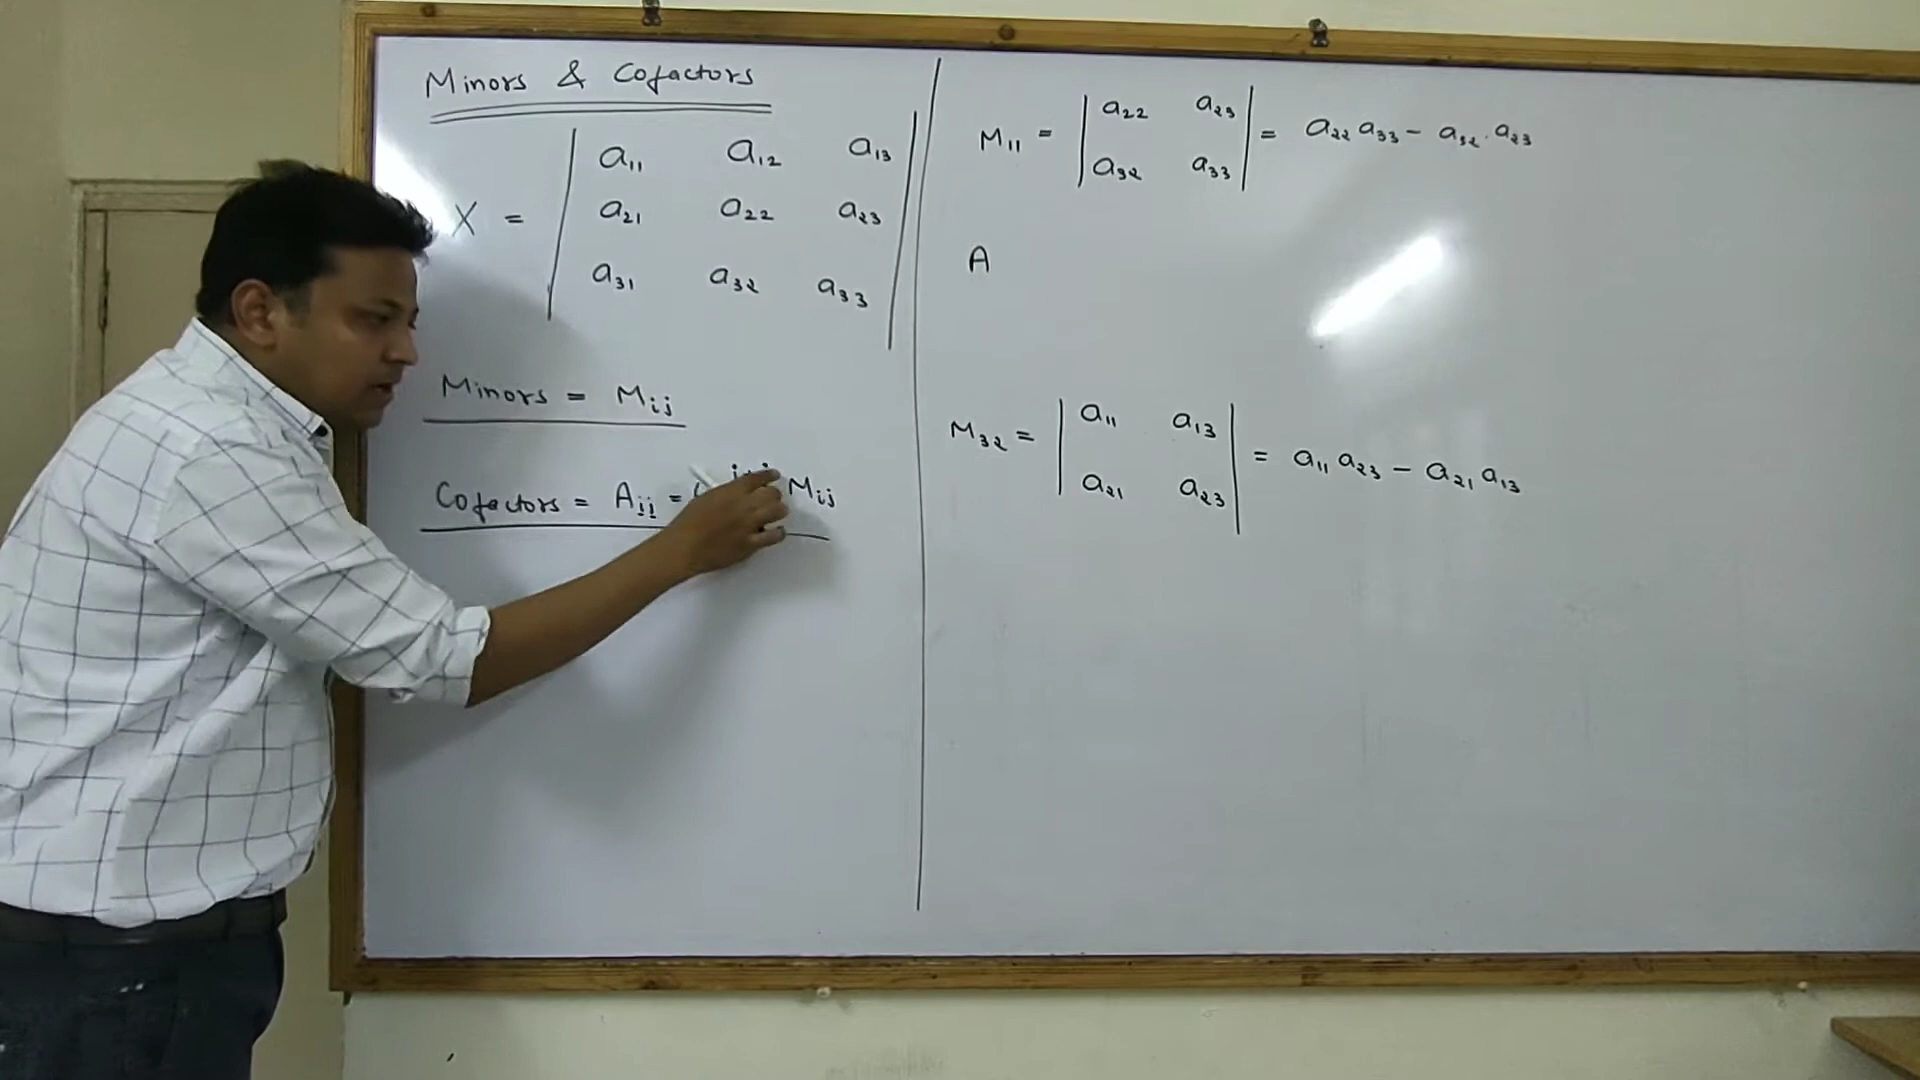 Minors & Cofactors
X = | a₁₁ a₁₂ a₁₃ |
| a₂₁ a₂₂ a₂₃ |
| a₃₁ a₃₂ a₃₃ |
Minors = Mᵢⱼ
Cofactors = Aᵢⱼ = ( Mᵢⱼ
M₁₁ = | a₂₂ a₂₃ | = a₂₂ a₃₃ - a₃₂ . a₂₃
| a₃₂ a₃₃ |
A
M₃₂ = | a₁₁ a₁₃ | = a₁₁ a₂₃ - a₂₁ a₁₃
| a₂₁ a₂₃ |